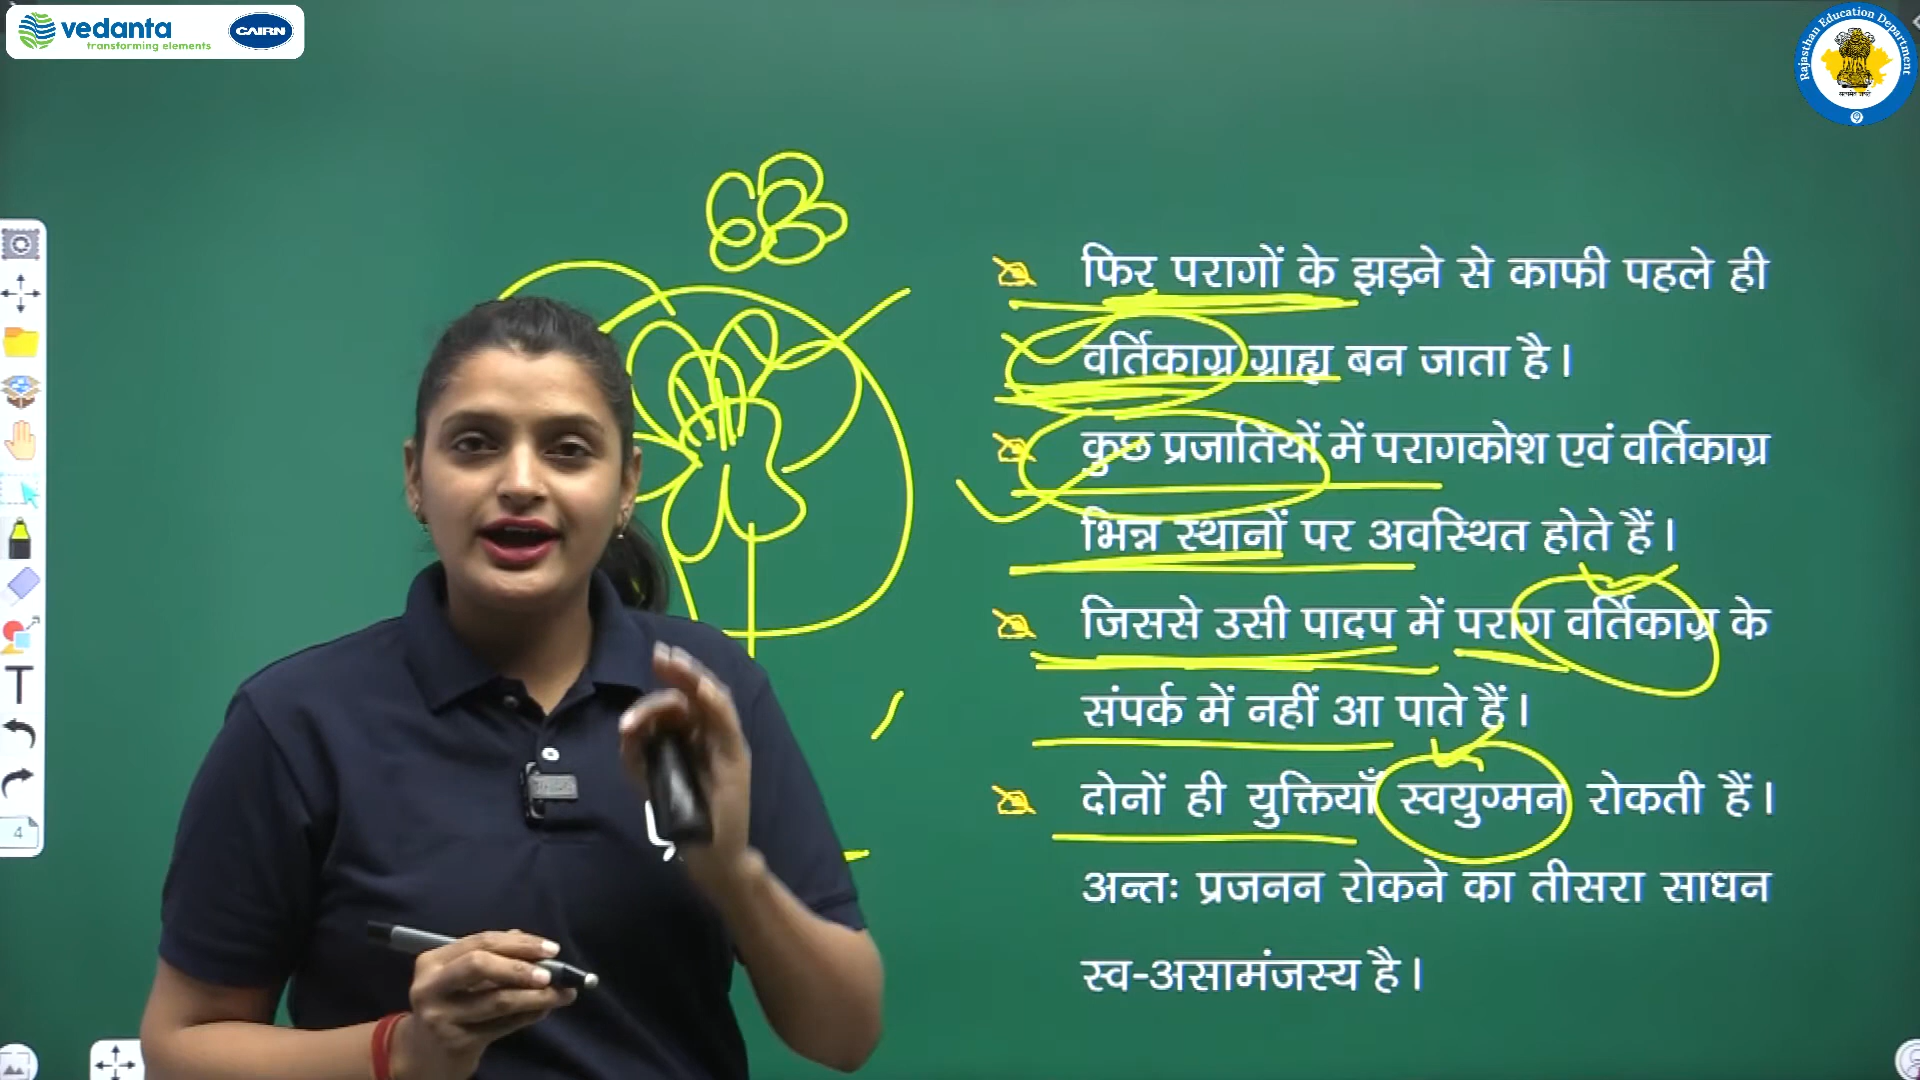 vedanta
transforming elements
CAIRN
Rajasthan Education Department
फिर परागों के झड़ने से काफी पहले ही
वर्तिकाग्र ग्राह्य बन जाता है।
कुछ प्रजातियों में परागकोश एवं वर्तिकाग्र
भिन्न स्थानों पर अवस्थित होते हैं।
जिससे उसी पादप में पराग वर्तिकाग्र के
संपर्क में नहीं आ पाते हैं।
दोनों ही युक्तियाँ स्वयुग्मन रोकती हैं।
अन्तः प्रजनन रोकने का तीसरा साधन
स्व-असामंजस्य है।
T
4